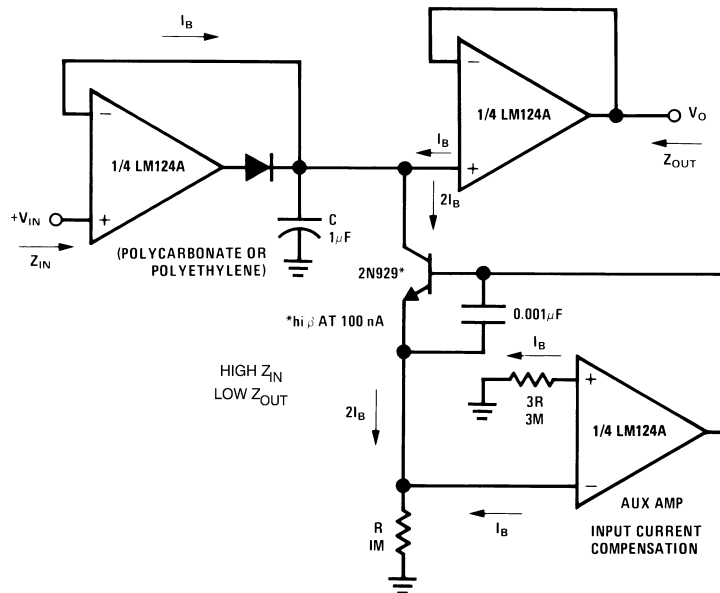 I_B
−
1/4 LM124A
+
+V_IN
Z_IN
C
1µF
(POLYCARBONATE OR
POLYETHYLENE)
−
1/4 LM124A
+
I_B
V_O
Z_OUT
2I_B
2N929*
*hi β AT 100 nA
0.001µF
HIGH Z_IN
LOW Z_OUT
I_B
3R
3M
+
1/4 LM124A
−
2I_B
I_B
R
1M
AUX AMP
INPUT CURRENT
COMPENSATION